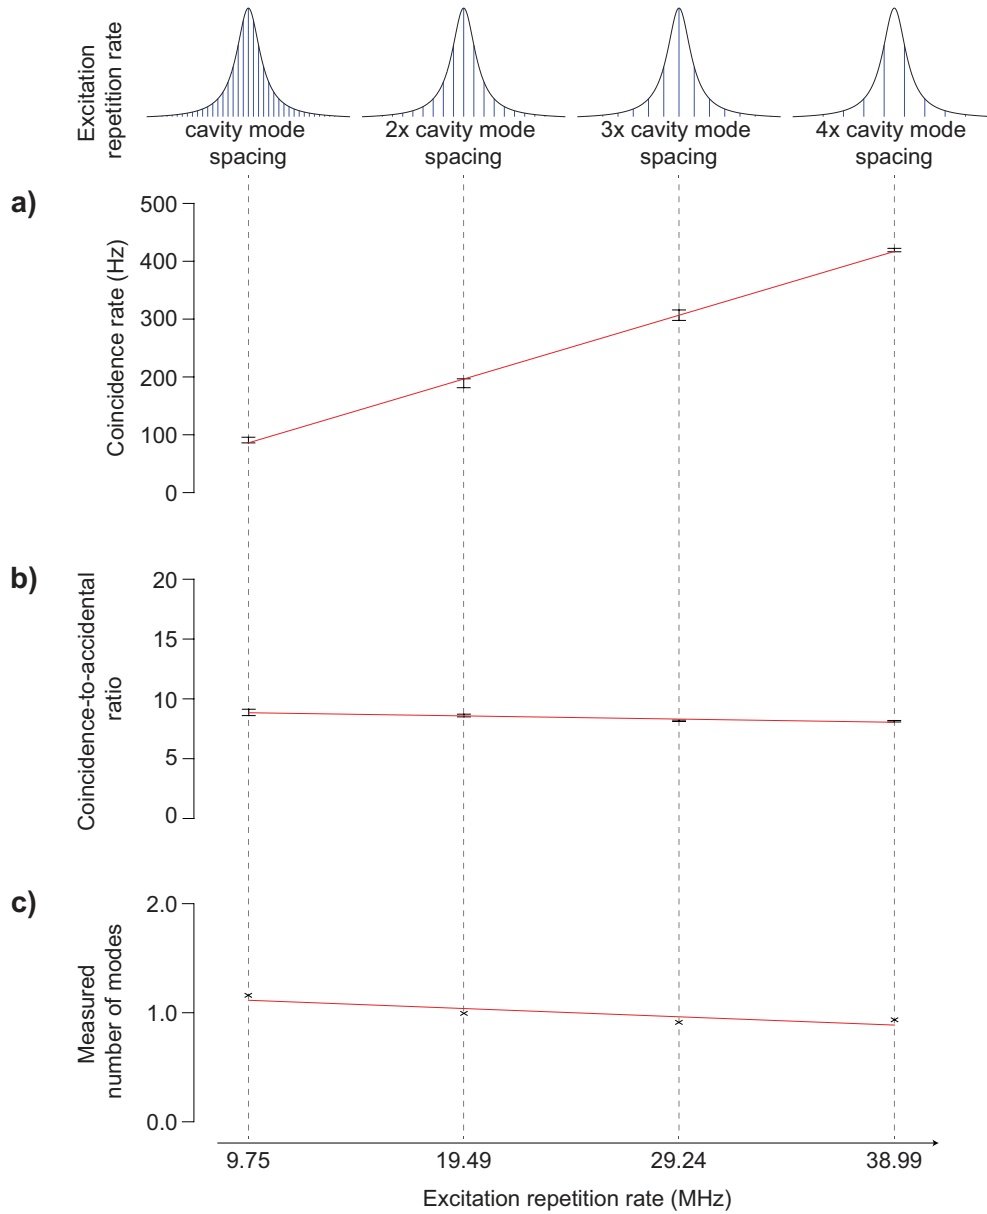 Excitation
repetition rate
cavity mode
spacing
2x cavity mode
spacing
3x cavity mode
spacing
4x cavity mode
spacing
a)
Coincidence rate (Hz)
500
400
300
200
100
0
b)
Coincidence-to-accidental
ratio
20
15
10
5
0
c)
Measured
number of modes
2.0
1.0
0.0
9.75
19.49
29.24
38.99
Excitation repetition rate (MHz)